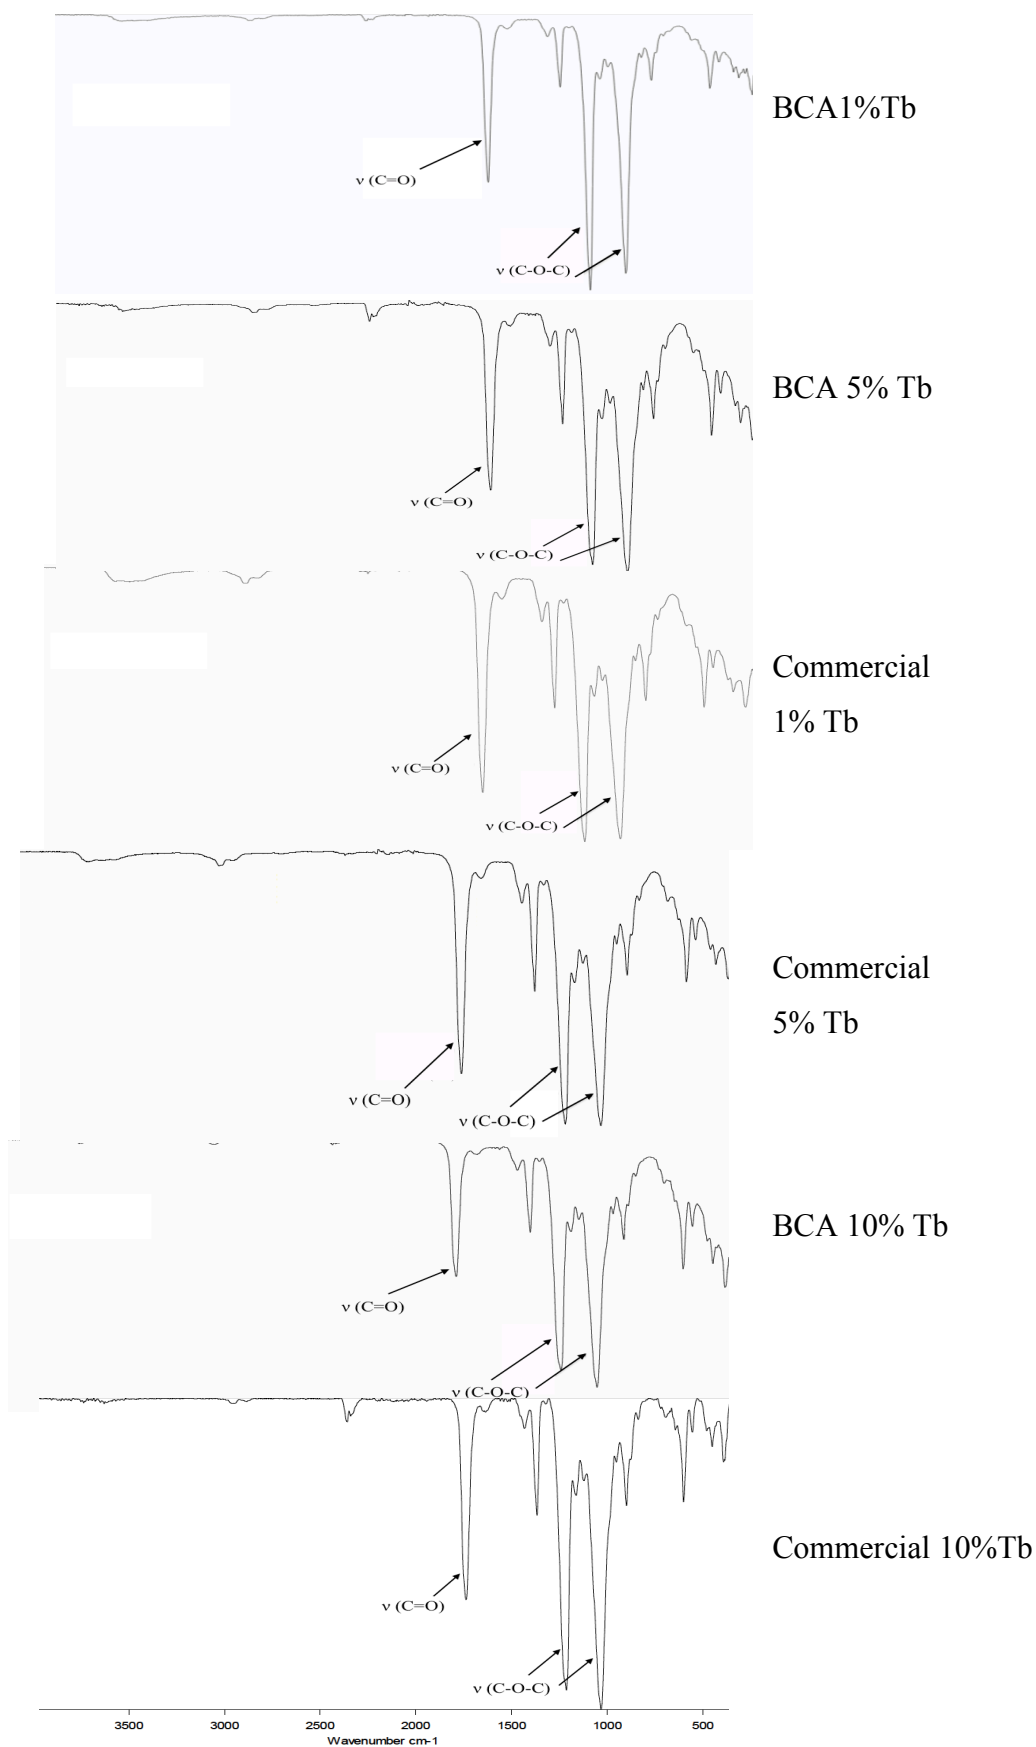 BCA1%Tb
ν (C=O)
ν (C-O-C)
BCA 5% Tb
ν (C=O)
ν (C-O-C)
Commercial
1% Tb
ν (C=O)
ν (C-O-C)
Commercial
5% Tb
ν (C=O)
ν (C-O-C)
BCA 10% Tb
ν (C=O)
ν (C-O-C)
Commercial 10%Tb
ν (C=O)
ν (C-O-C)
3500 3000 2500 2000 1500 1000 500
Wavenumber cm-1